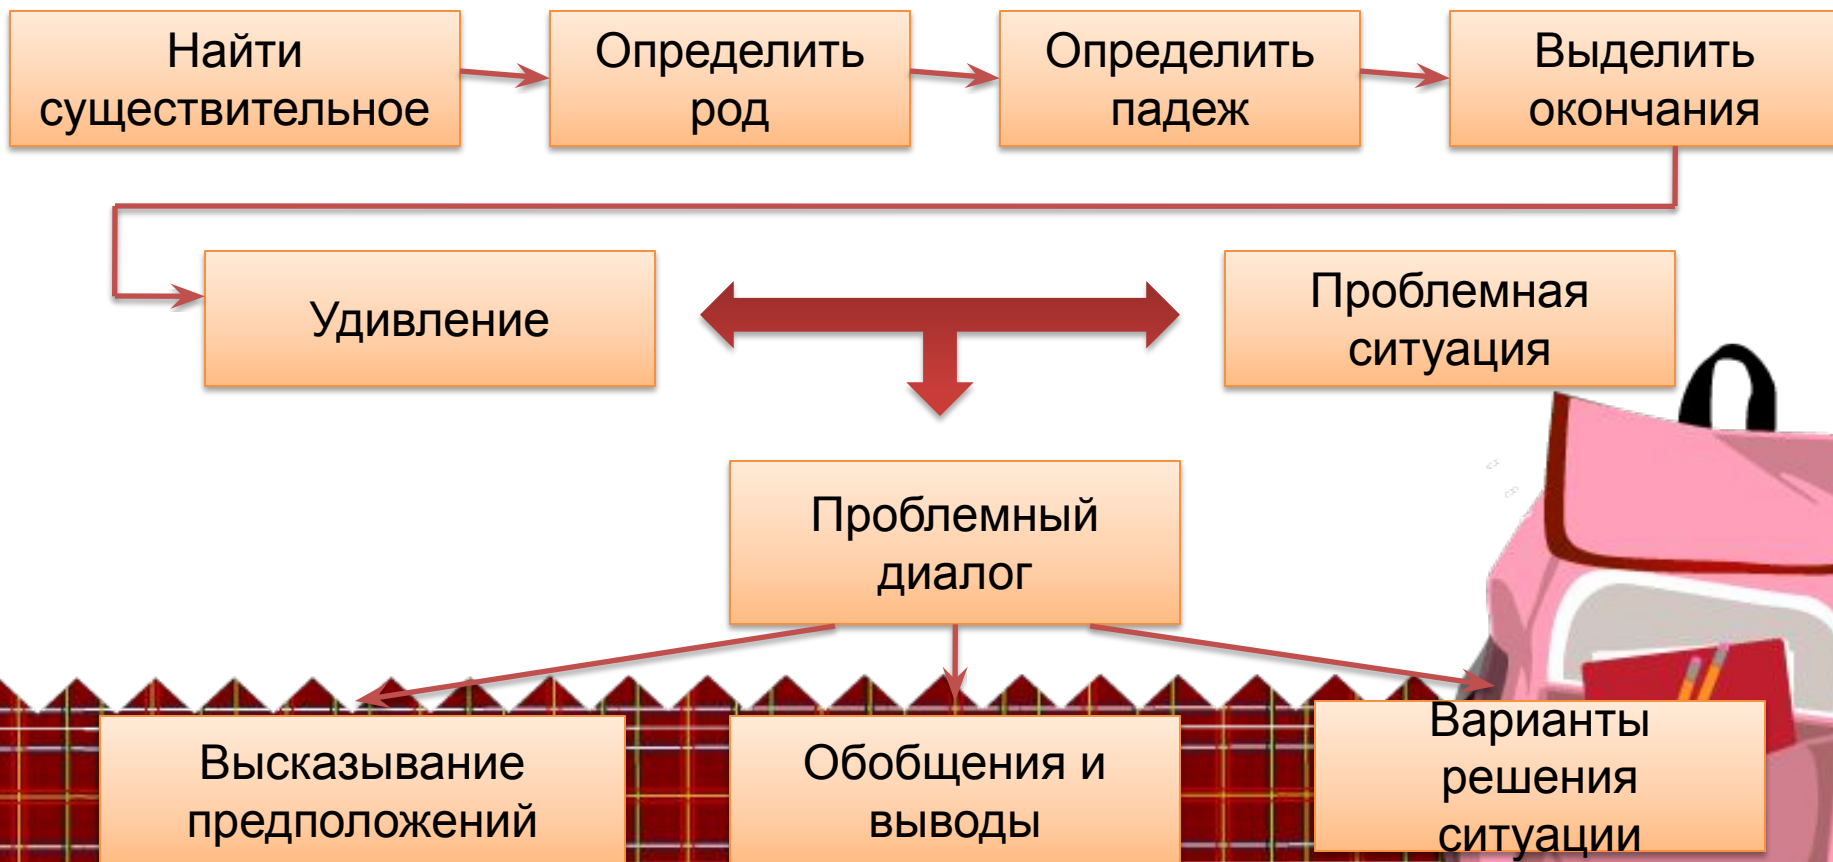 Найти
существительное
Определить
род
Определить
падеж
Выделить
окончания
Удивление
Проблемная
ситуация
Проблемный
диалог
Высказывание
предположений
Обобщения и
выводы
Варианты
решения
ситуации